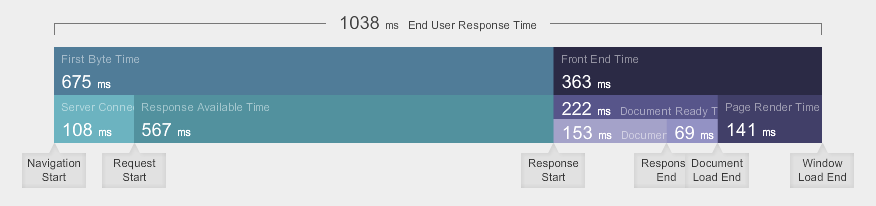 1038 ms End User Response Time
First Byte Time
675 ms
Front End Time
363 ms
Server Connec
108 ms
Response Available Time
567 ms
222 ms Document Ready T
153 ms Documer
69 ms
Page Render Time
141 ms
Navigation
Start
Request
Start
Response
Start
Respons
End
Document
Load End
Window
Load End